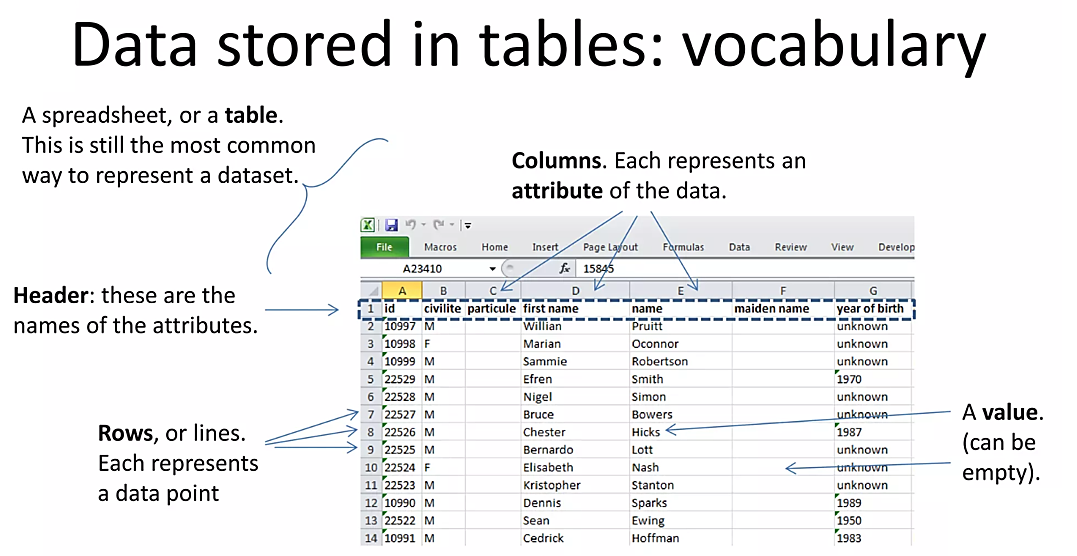 Data stored in tables: vocabulary
A spreadsheet, or a table.
This is still the most common
way to represent a dataset.
Columns. Each represents an
attribute of the data.
File Macros Home Insert Page Layout Formulas Data Review View Develop
A23410 fx 15845
A B C D E F G
Header: these are the
names of the attributes.
1 id civilite particule first name name maiden name year of birth
2 10997 M Willian Pruitt unknown
3 10998 F Marian Oconnor unknown
4 10999 M Sammie Robertson unknown
5 22529 M Efren Smith 1970
6 22528 M Nigel Simon unknown
7 22527 M Bruce Bowers unknown
8 22526 M Chester Hicks 1987
9 22525 M Bernardo Lott unknown
10 22524 F Elisabeth Nash unknown
11 22523 M Kristopher Stanton unknown
12 10990 M Dennis Sparks 1989
13 22522 M Sean Ewing 1950
14 10991 M Cedrick Hoffman 1983
Rows, or lines.
Each represents
a data point
A value.
(can be
empty).